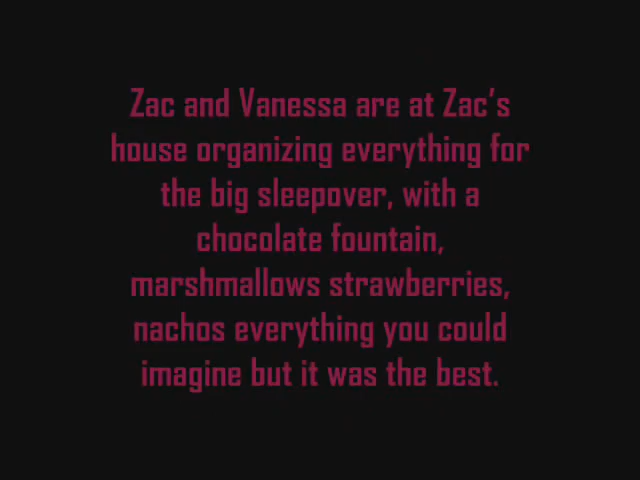 Zac and Vanessa are at Zac's
house organizing everything for
the big sleepover, with a
chocolate fountain,
marshmallows strawberries,
nachos everything you could
imagine but it was the best.